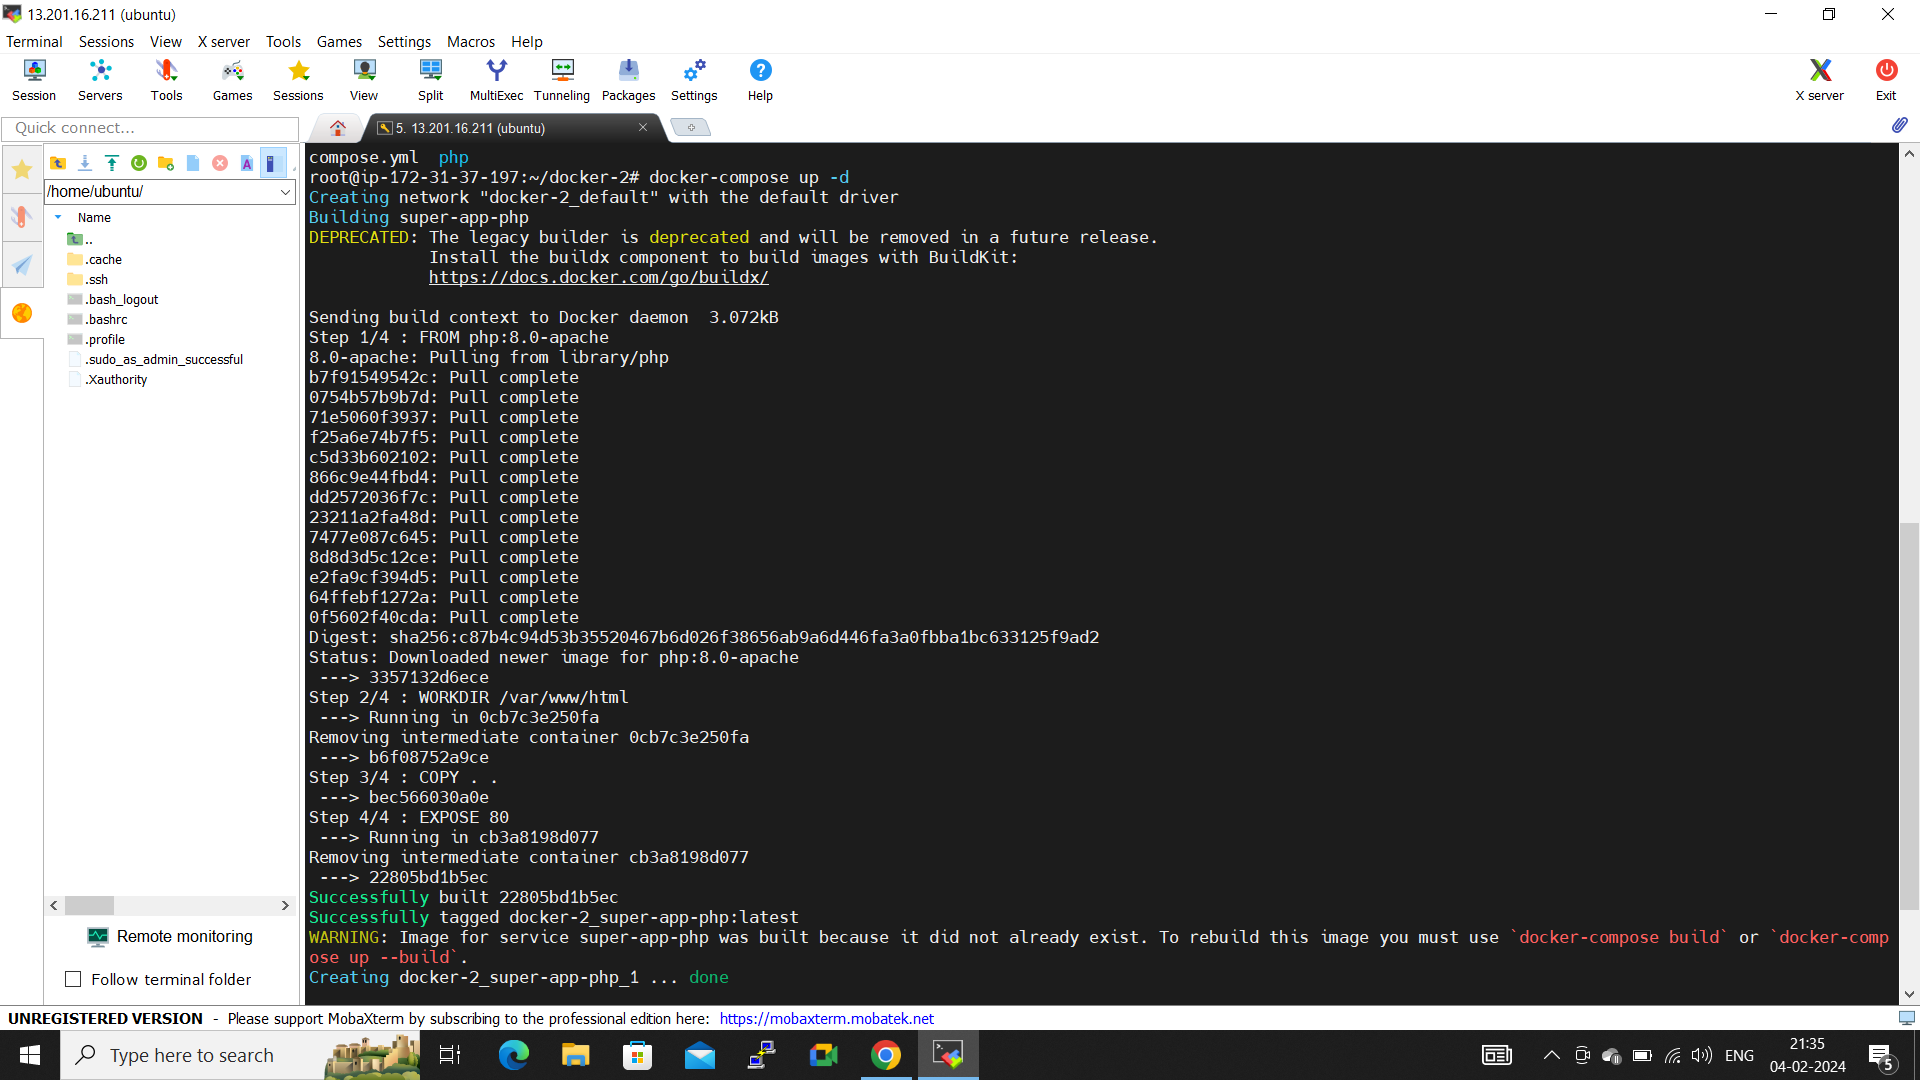 13.201.16.211 (ubuntu)
Terminal Sessions View X server Tools Games Settings Macros Help
Session Servers Tools Games Sessions View Split MultiExec Tunneling Packages Settings Help X server Exit
Quick connect...
5. 13.201.16.211 (ubuntu)
/home/ubuntu/
Name
..
.cache
.ssh
.bash_logout
.bashrc
.profile
.sudo_as_admin_successful
.Xauthority
Remote monitoring
Follow terminal folder
compose.yml  php
root@ip-172-31-37-197:~/docker-2# docker-compose up -d
Creating network "docker-2_default" with the default driver
Building super-app-php
DEPRECATED: The legacy builder is deprecated and will be removed in a future release.
            Install the buildx component to build images with BuildKit:
            https://docs.docker.com/go/buildx/
Sending build context to Docker daemon  3.072kB
Step 1/4 : FROM php:8.0-apache
8.0-apache: Pulling from library/php
b7f91549542c: Pull complete
0754b57b9b7d: Pull complete
71e5060f3937: Pull complete
f25a6e74b7f5: Pull complete
c5d33b602102: Pull complete
866c9e44fbd4: Pull complete
dd2572036f7c: Pull complete
23211a2fa48d: Pull complete
7477e087c645: Pull complete
8d8d3d5c12ce: Pull complete
e2fa9cf394d5: Pull complete
64ffebf1272a: Pull complete
0f5602f40cda: Pull complete
Digest: sha256:c87b4c94d53b35520467b6d026f38656ab9a6d446fa3a0fbba1bc633125f9ad2
Status: Downloaded newer image for php:8.0-apache
 ---> 3357132d6ece
Step 2/4 : WORKDIR /var/www/html
 ---> Running in 0cb7c3e250fa
Removing intermediate container 0cb7c3e250fa
 ---> b6f08752a9ce
Step 3/4 : COPY . .
 ---> bec566030a0e
Step 4/4 : EXPOSE 80
 ---> Running in cb3a8198d077
Removing intermediate container cb3a8198d077
 ---> 22805bd1b5ec
Successfully built 22805bd1b5ec
Successfully tagged docker-2_super-app-php:latest
WARNING: Image for service super-app-php was built because it did not already exist. To rebuild this image you must use `docker-compose build` or `docker-comp
ose up --build`.
Creating docker-2_super-app-php_1 ... done
UNREGISTERED VERSION - Please support MobaXterm by subscribing to the professional edition here: https://mobaxterm.mobatek.net
Type here to search
ENG
21:35
04-02-2024
5